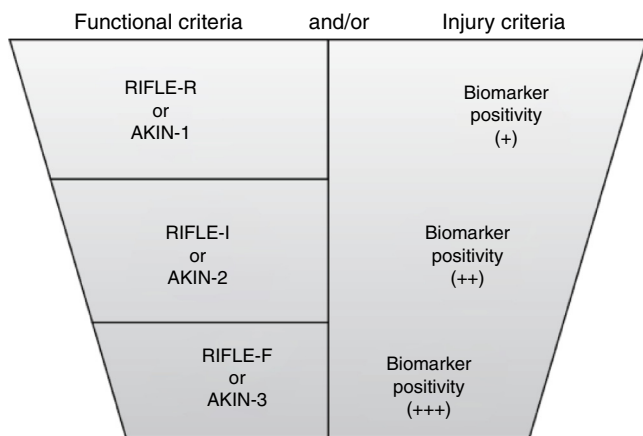 Functional criteria and/or Injury criteria
RIFLE-R
or
AKIN-1
Biomarker
positivity
(+)
RIFLE-I
or
AKIN-2
Biomarker
positivity
(++)
RIFLE-F
or
AKIN-3
Biomarker
positivity
(+++)